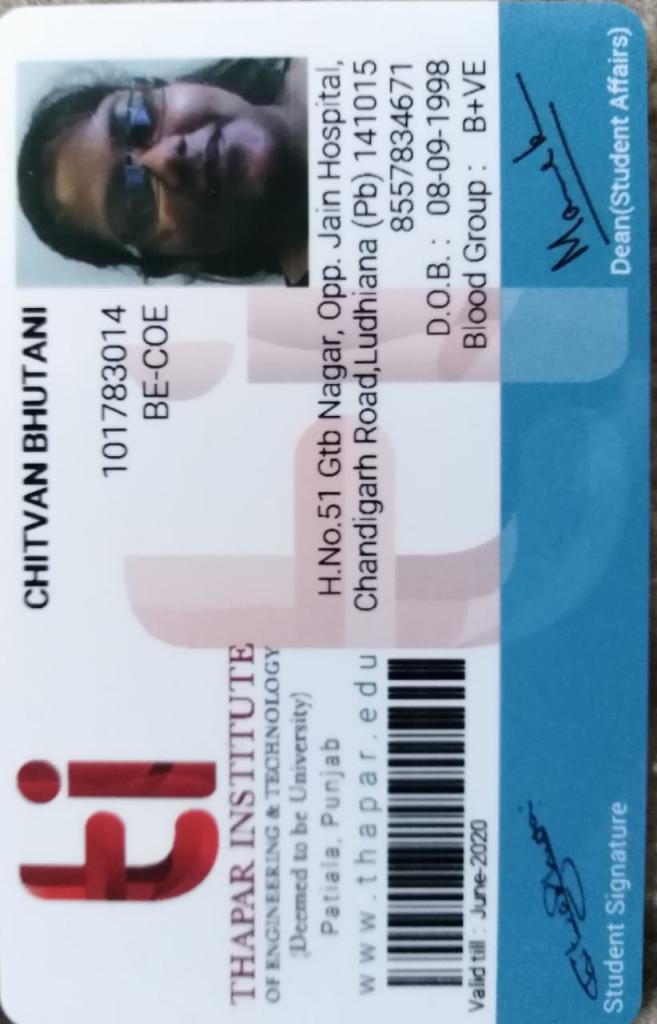 ti
THAPAR INSTITUTE
OF ENGINEERING & TECHNOLOGY
(Deemed to be University)
Patiala, Punjab
www.thapar.edu
Valid till : June-2020
Student Signature
CHITVAN BHUTANI
101783014
BE-COE
H.No.51 Gtb Nagar, Opp. Jain Hospital,
Chandigarh Road,Ludhiana (Pb) 141015
8557834671
D.O.B. : 08-09-1998
Blood Group : B+VE
Dean(Student Affairs)